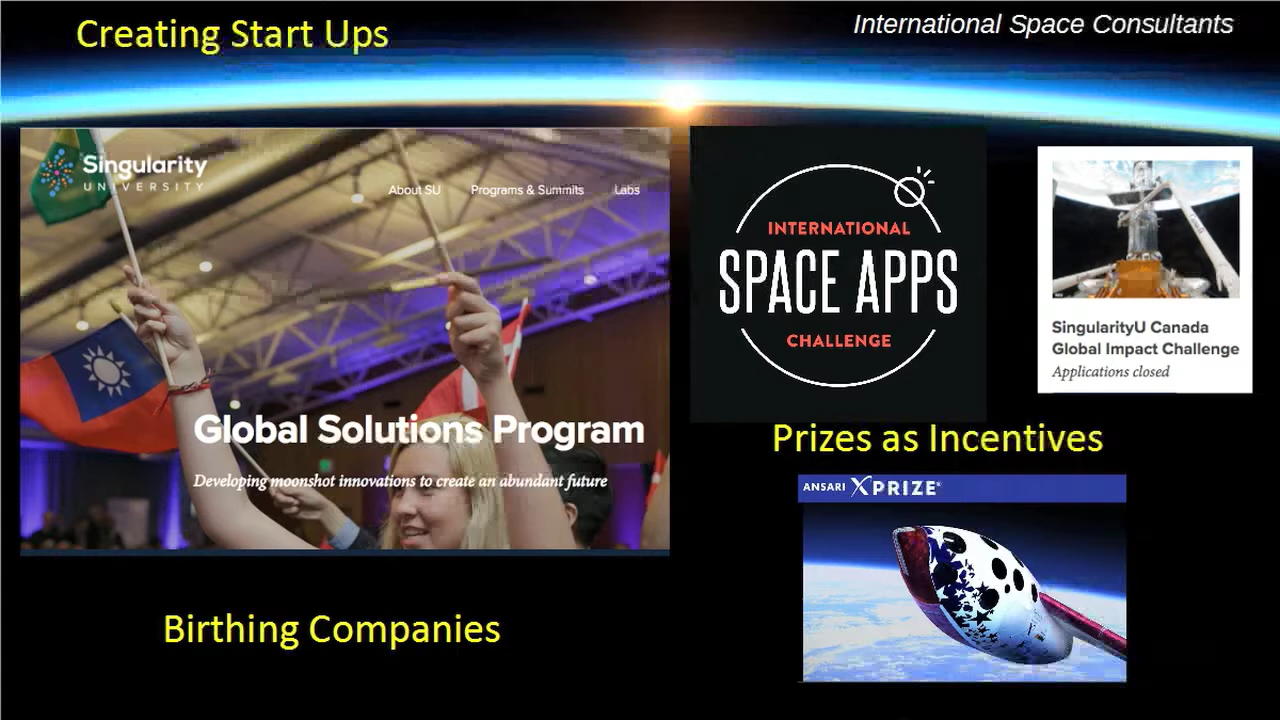 Creating Start Ups
International Space Consultants
Singularity
UNIVERSITY
About SU
Programs & Summits
Labs
Global Solutions Program
Developing moonshot innovations to create an abundant future
INTERNATIONAL
SPACE APPS
CHALLENGE
SingularityU Canada
Global Impact Challenge
Applications closed
Prizes as Incentives
ANSARI XPRIZE
Birthing Companies